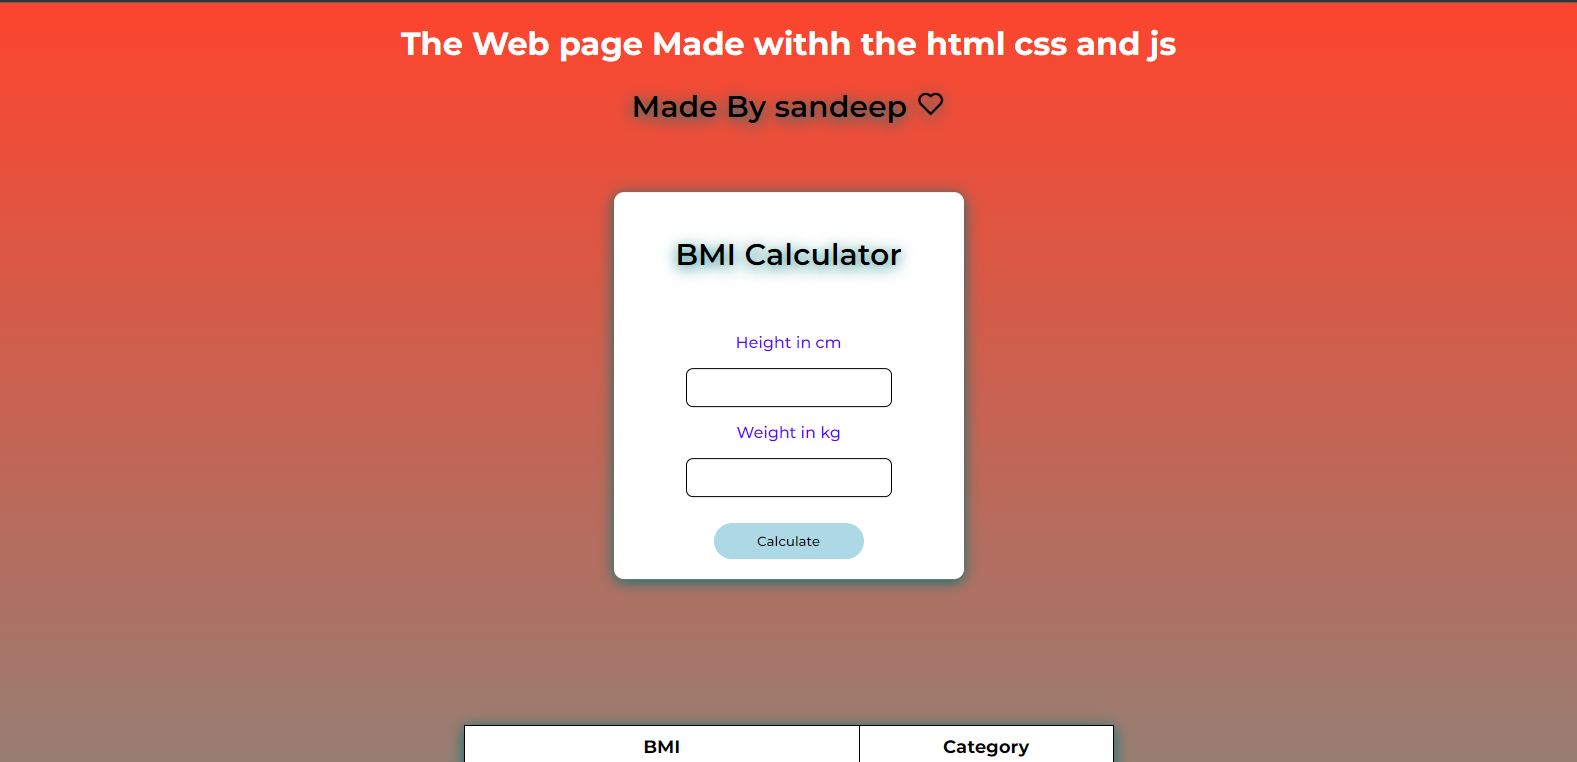 The Web page Made withh the html css and js
Made By sandeep
BMI Calculator
Height in cm
Weight in kg
Calculate
BMI Category